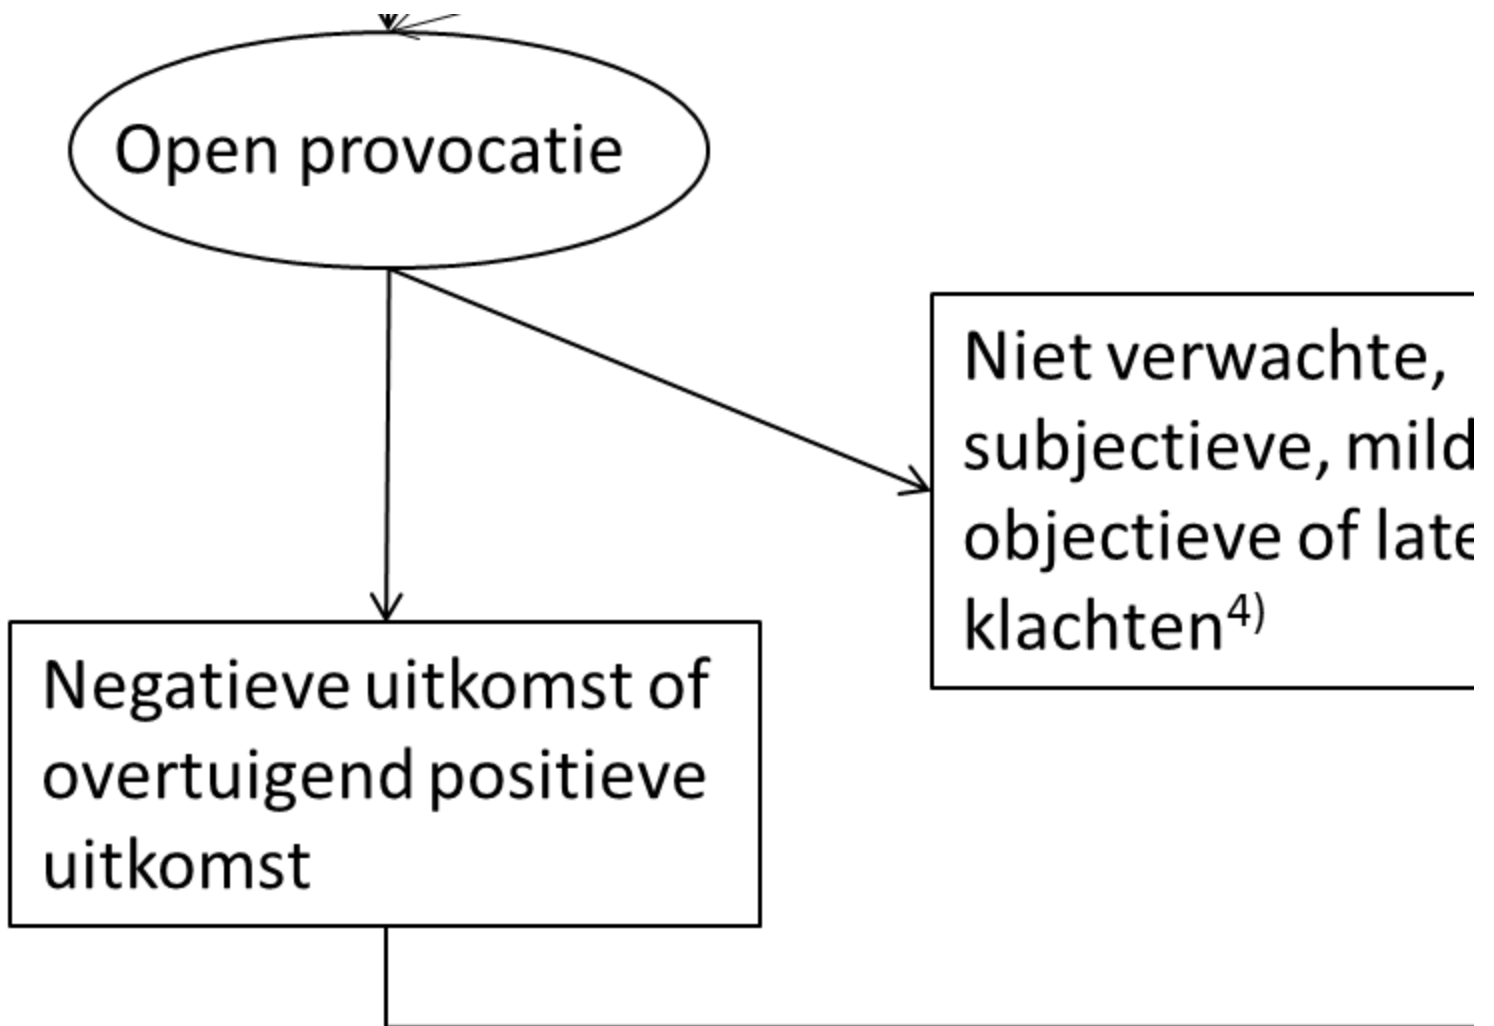 Open provocatie
Niet verwachte,
subjectieve, mild
objectieve of late
klachten4)
Negatieve uitkomst of
overtuigend positieve
uitkomst